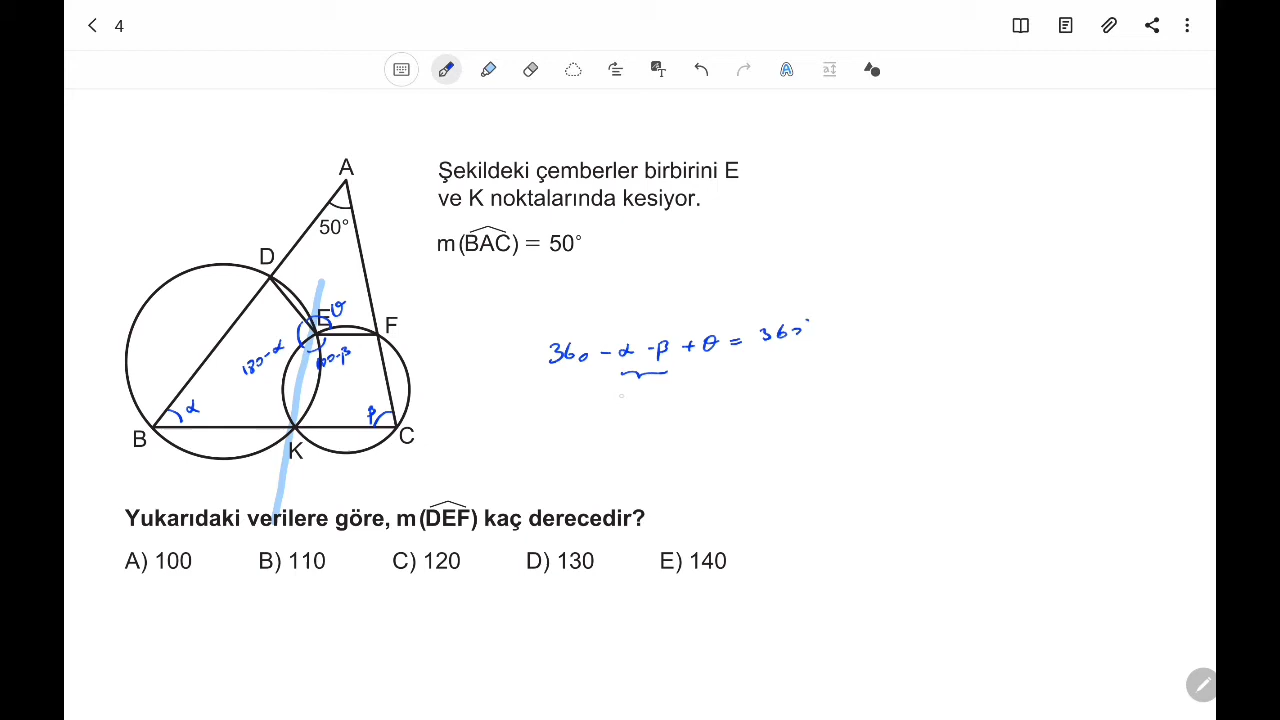 4
A
50°
D
E
θ
F
180-α
180-β
α
β
B
K
C
Şekildeki çemberler birbirini E
ve K noktalarında kesiyor.
m(BAC) = 50°
360 - α - β + θ = 360°
Yukarıdaki verilere göre, m(DEF) kaç derecedir?
A) 100 B) 110 C) 120 D) 130 E) 140